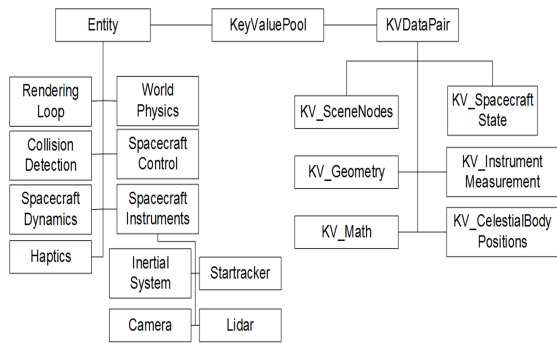 Entity
KeyValuePool
KVDataPair
Rendering
Loop
World
Physics
Collision
Detection
Spacecraft
Control
Spacecraft
Dynamics
Spacecraft
Instruments
Haptics
Inertial
System
Startracker
Camera
Lidar
KV_SceneNodes
KV_Spacecraft
State
KV_Geometry
KV_Instrument
Measurement
KV_Math
KV_CelestialBody
Positions